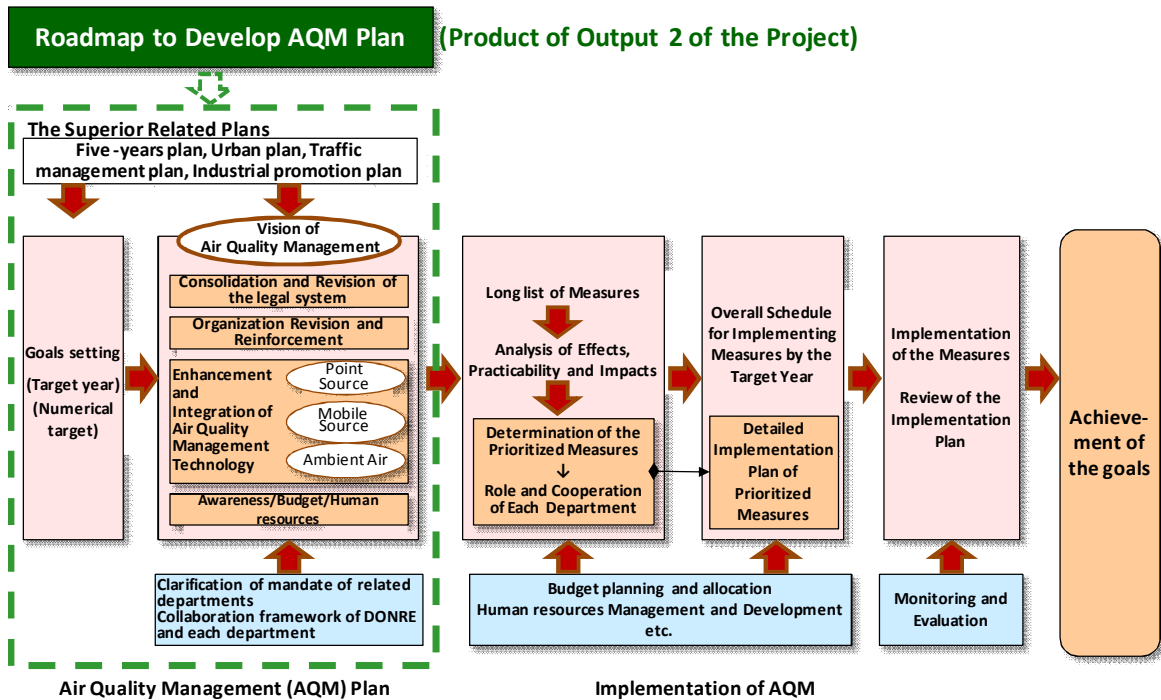 Roadmap to Develop AQM Plan
(Product of Output 2 of the Project)
The Superior Related Plans
Five -years plan, Urban plan, Traffic
management plan, Industrial promotion plan
Goals setting
(Target year)
(Numerical
target)
Vision of
Air Quality Management
Consolidation and Revision of
the legal system
Organization Revision and
Reinforcement
Enhancement
and
Integration of
Air Quality
Management
Technology
Point
Source
Mobile
Source
Ambient Air
Awareness/Budget/Human
resources
Clarification of mandate of related
departments
Collaboration framework of DONRE
and each department
Long list of Measures
Analysis of Effects,
Practicability and Impacts
Determination of the
Prioritized Measures
↓
Role and Cooperation
of Each Department
Overall Schedule
for Implementing
Measures by the
Target Year
Detailed
Implementation
Plan of
Prioritized
Measures
Budget planning and allocation
Human resources Management and Development
etc.
Implementation
of the Measures
Review of the
Implementation
Plan
Monitoring and
Evaluation
Achieve-
ment of
the goals
Air Quality Management (AQM) Plan
Implementation of AQM